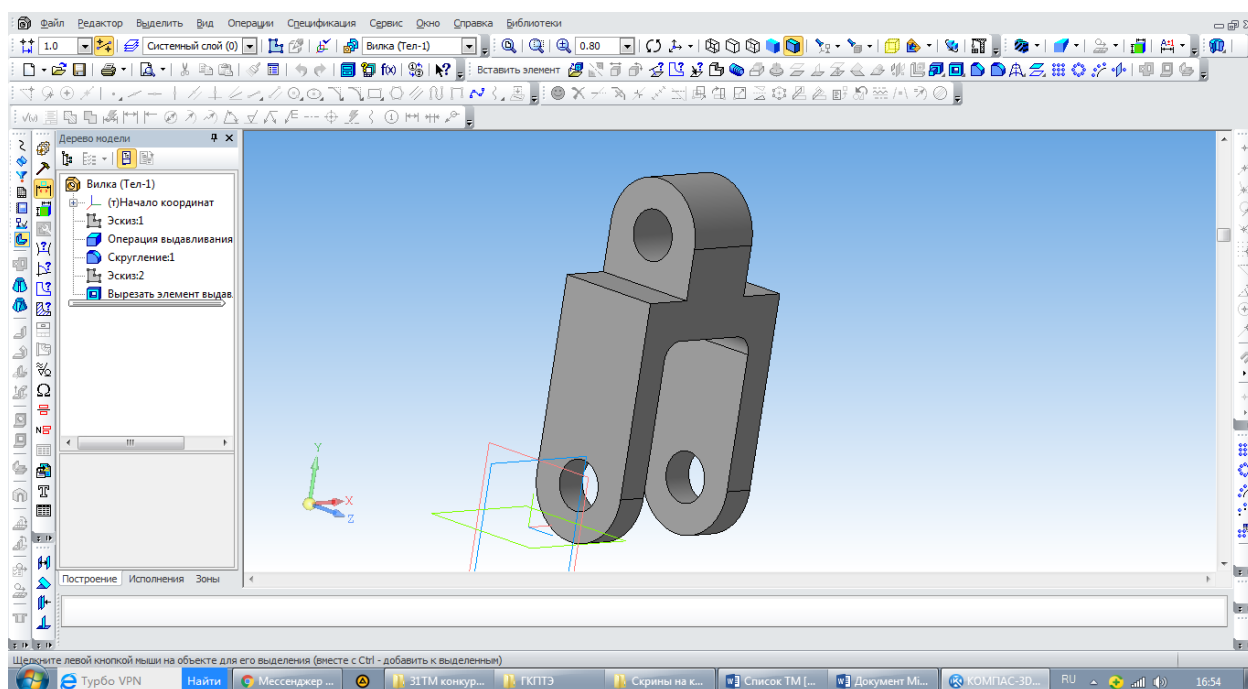 Файл Редактор Выделить Вид Операции Спецификация Сервис Окно Справка Библиотеки
1.0 Системный слой (0) Вилка (Тел-1) 0.80
Вставить элемент
Дерево модели
Вилка (Тел-1)
(т)Начало координат
Эскиз:1
Операция выдавливания
Скругление:1
Эскиз:2
Вырезать элемент выдав
Y
X
Z
Построение Исполнения Зоны
Щелкните левой кнопкой мыши на объекте для его выделения (вместе с Ctrl - добавить к выделенным)
Турбо VPN Найти Мессенджер ... 31ТМ конкур... ГКПТЭ Скрины на к... Список ТМ [... Документ Mi... КОМПАС-3D... RU 16:54